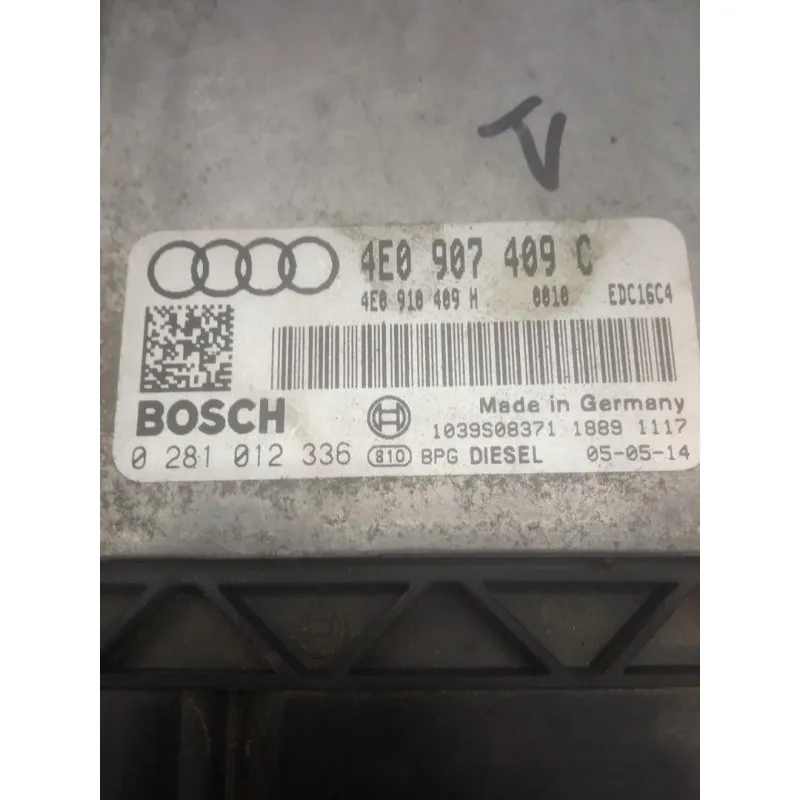 V
4E0 907 409 C
4E0 910 409 H 0010 EDC16C4
BOSCH Made in Germany
1039S08371 1889 1117
0 281 012 336 810 BPG DIESEL 05-05-14